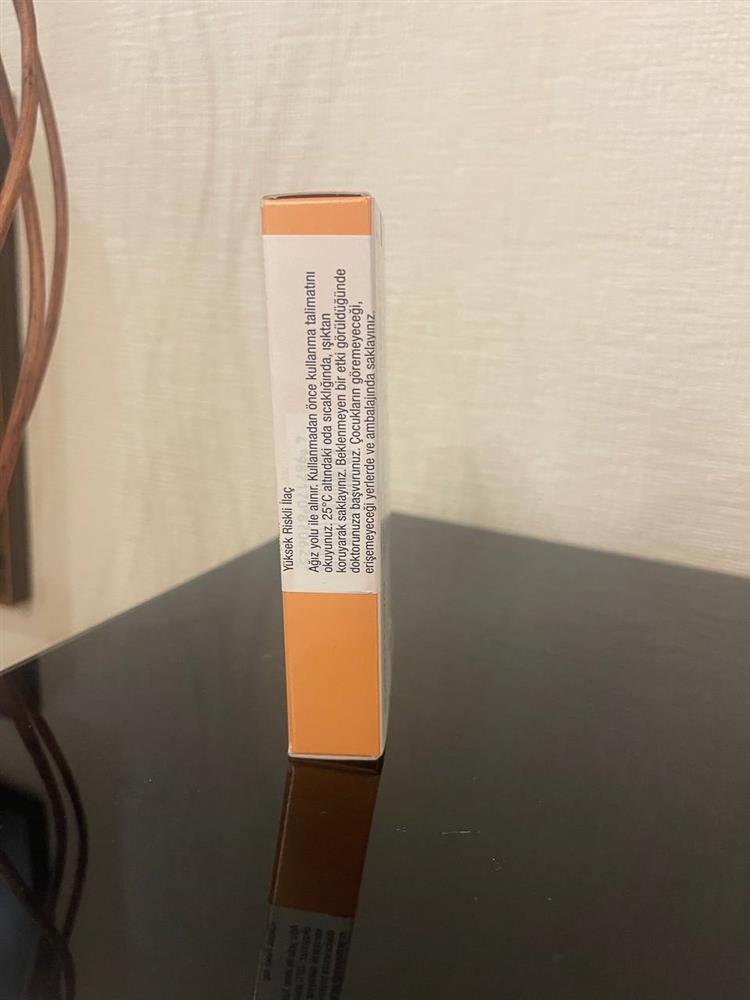 Yüksek Riskli İlaç
Ağız yolu ile alınır. Kullanmadan önce kullanma talimatını
okuyunuz. 25°C altındaki oda sıcaklığında, ışıktan
koruyarak saklayınız. Beklenmeyen bir etki görüldüğünde
doktorunuza başvurunuz. Çocukların göremeyeceği,
erişemeyeceği yerlerde ve ambalajında saklayınız.